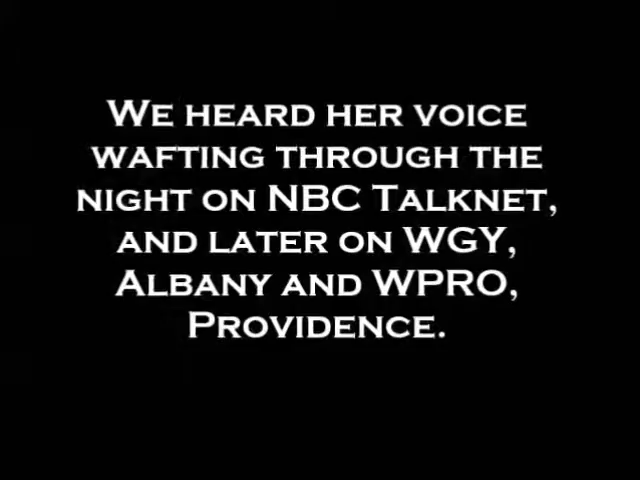 We heard her voice
wafting through the
night on NBC Talknet,
and later on WGY,
Albany and WPRO,
Providence.